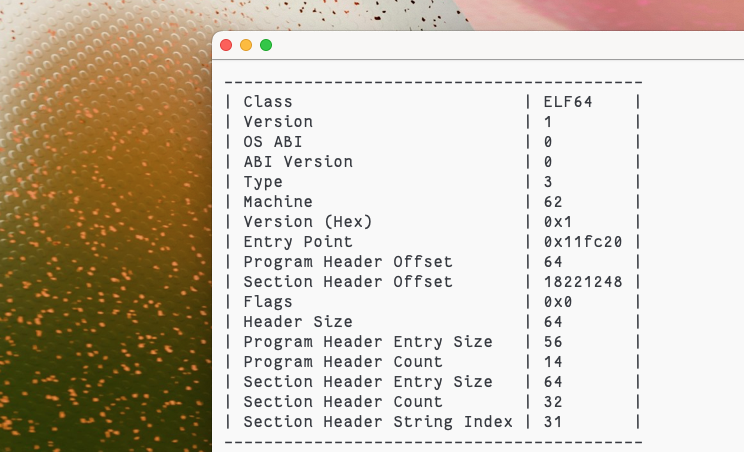 -------------------------------------------
| Class                       | ELF64    |
| Version                     | 1        |
| OS ABI                      | 0        |
| ABI Version                 | 0        |
| Type                        | 3        |
| Machine                     | 62       |
| Version (Hex)               | 0x1      |
| Entry Point                 | 0x11fc20 |
| Program Header Offset       | 64       |
| Section Header Offset       | 18221248 |
| Flags                       | 0x0      |
| Header Size                 | 64       |
| Program Header Entry Size   | 56       |
| Program Header Count        | 14       |
| Section Header Entry Size   | 64       |
| Section Header Count        | 32       |
| Section Header String Index | 31       |
-------------------------------------------